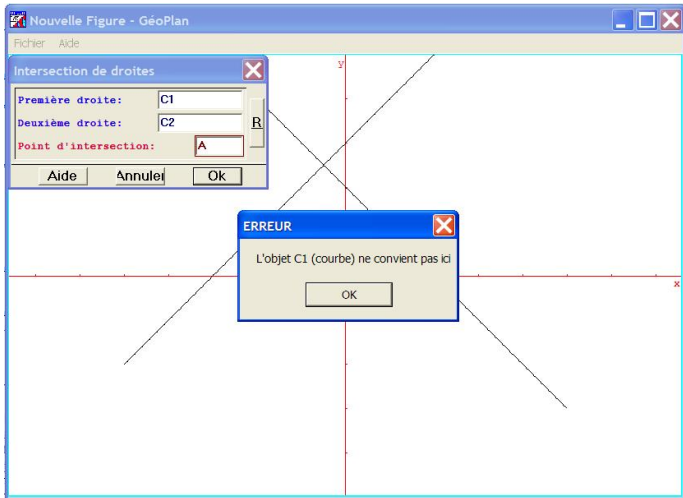 Nouvelle Figure - GéoPlan
Fichier Aide
Intersection de droites
Première droite: C1
Deuxième droite: C2
R
Point d'intersection: A
Aide Annuler Ok
y
ERREUR
L'objet C1 (courbe) ne convient pas ici
OK
x